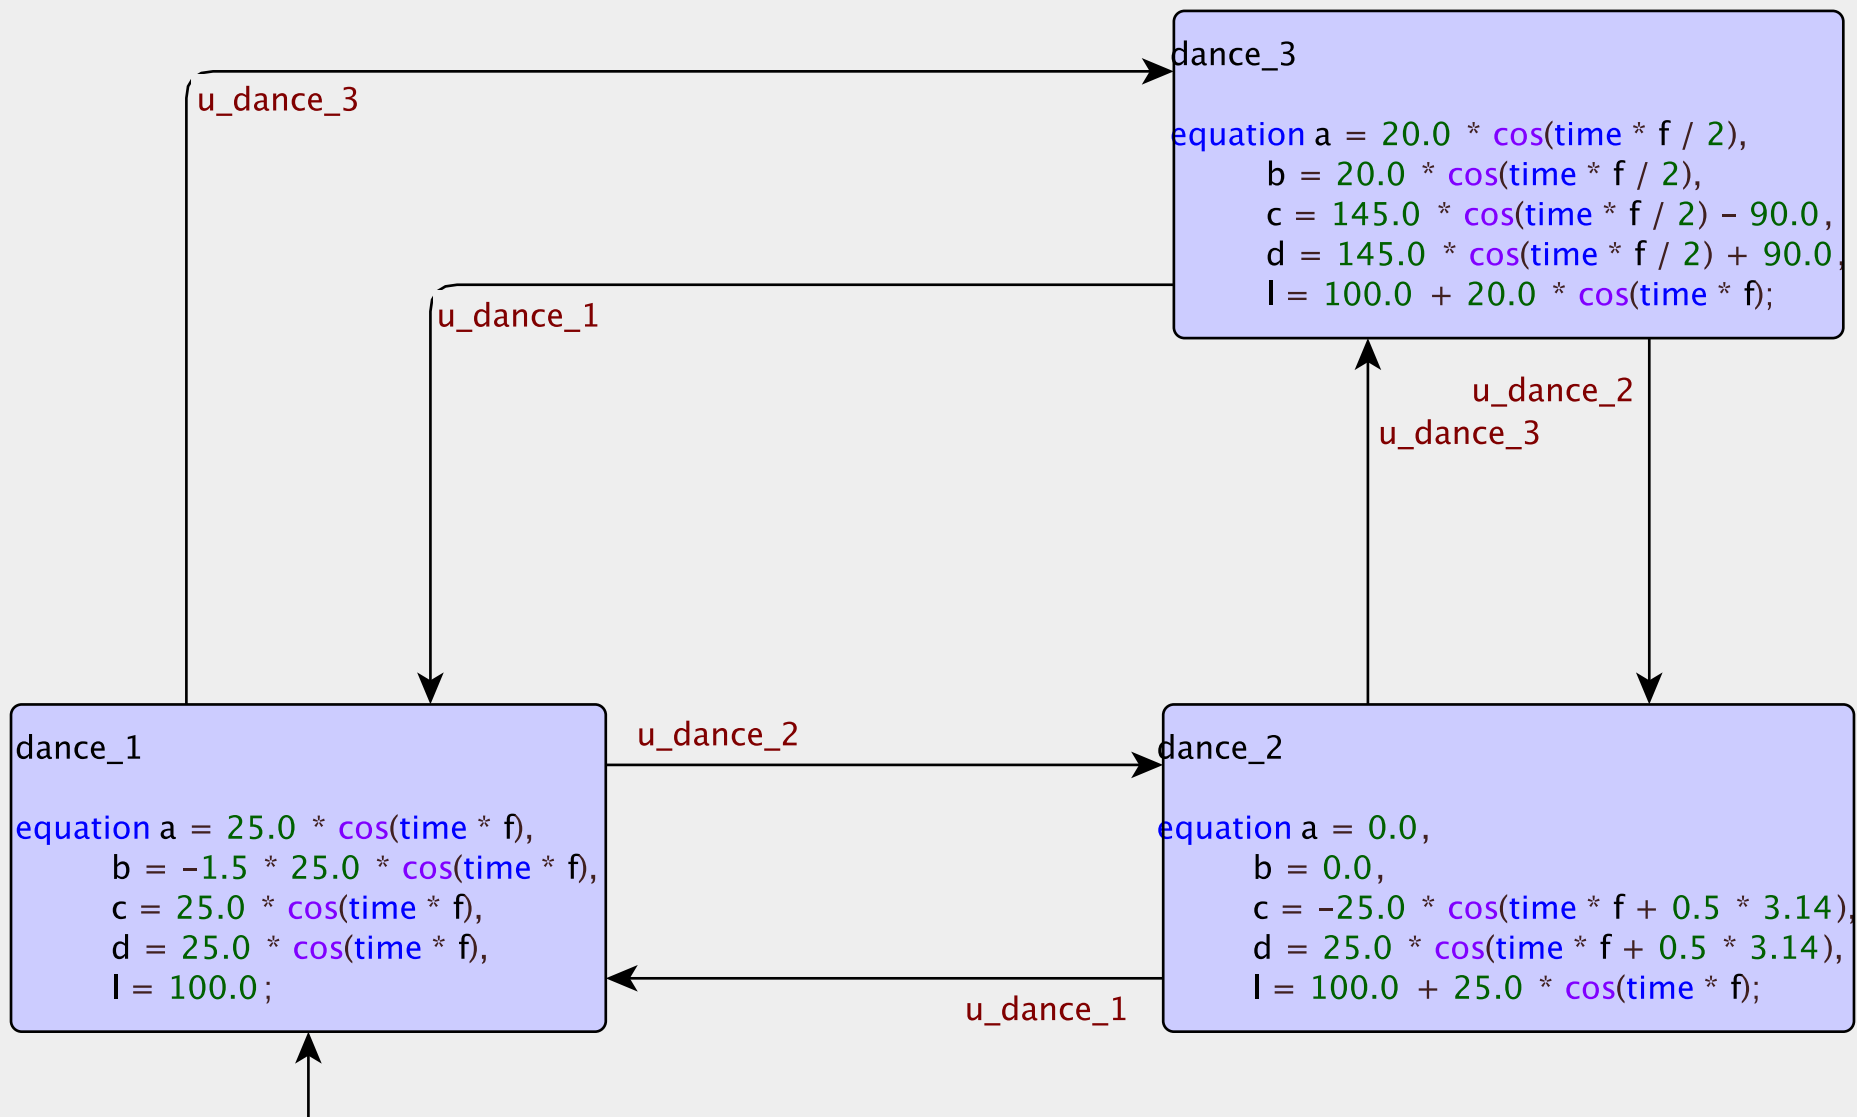 dance_3
u_dance_3
equation a = 20.0 * cos(time * f / 2),
b = 20.0 * cos(time * f / 2),
c = 145.0 * cos(time * f / 2) - 90.0,
d = 145.0 * cos(time * f / 2) + 90.0,
l = 100.0 + 20.0 * cos(time * f);
u_dance_1
u_dance_2
u_dance_3
dance_1
u_dance_2
dance_2
equation a = 25.0 * cos(time * f),
b = -1.5 * 25.0 * cos(time * f),
c = 25.0 * cos(time * f),
d = 25.0 * cos(time * f),
l = 100.0;
equation a = 0.0,
b = 0.0,
c = -25.0 * cos(time * f + 0.5 * 3.14),
d = 25.0 * cos(time * f + 0.5 * 3.14),
l = 100.0 + 25.0 * cos(time * f);
u_dance_1